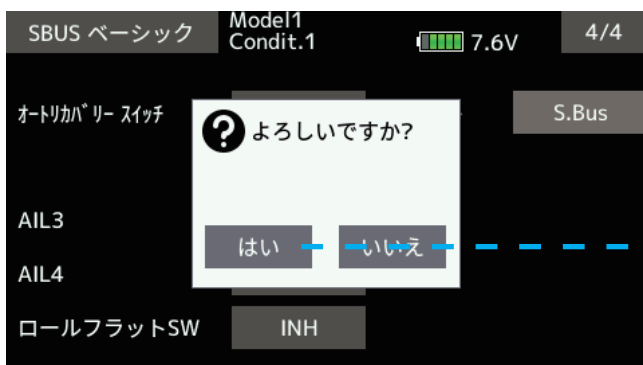 SBUS ベーシック
Model1
Condit.1
7.6V
4/4
オートリカバリー スイッチ
S.Bus
よろしいですか?
AIL3
はい
いいえ
AIL4
ロールフラットSW
INH